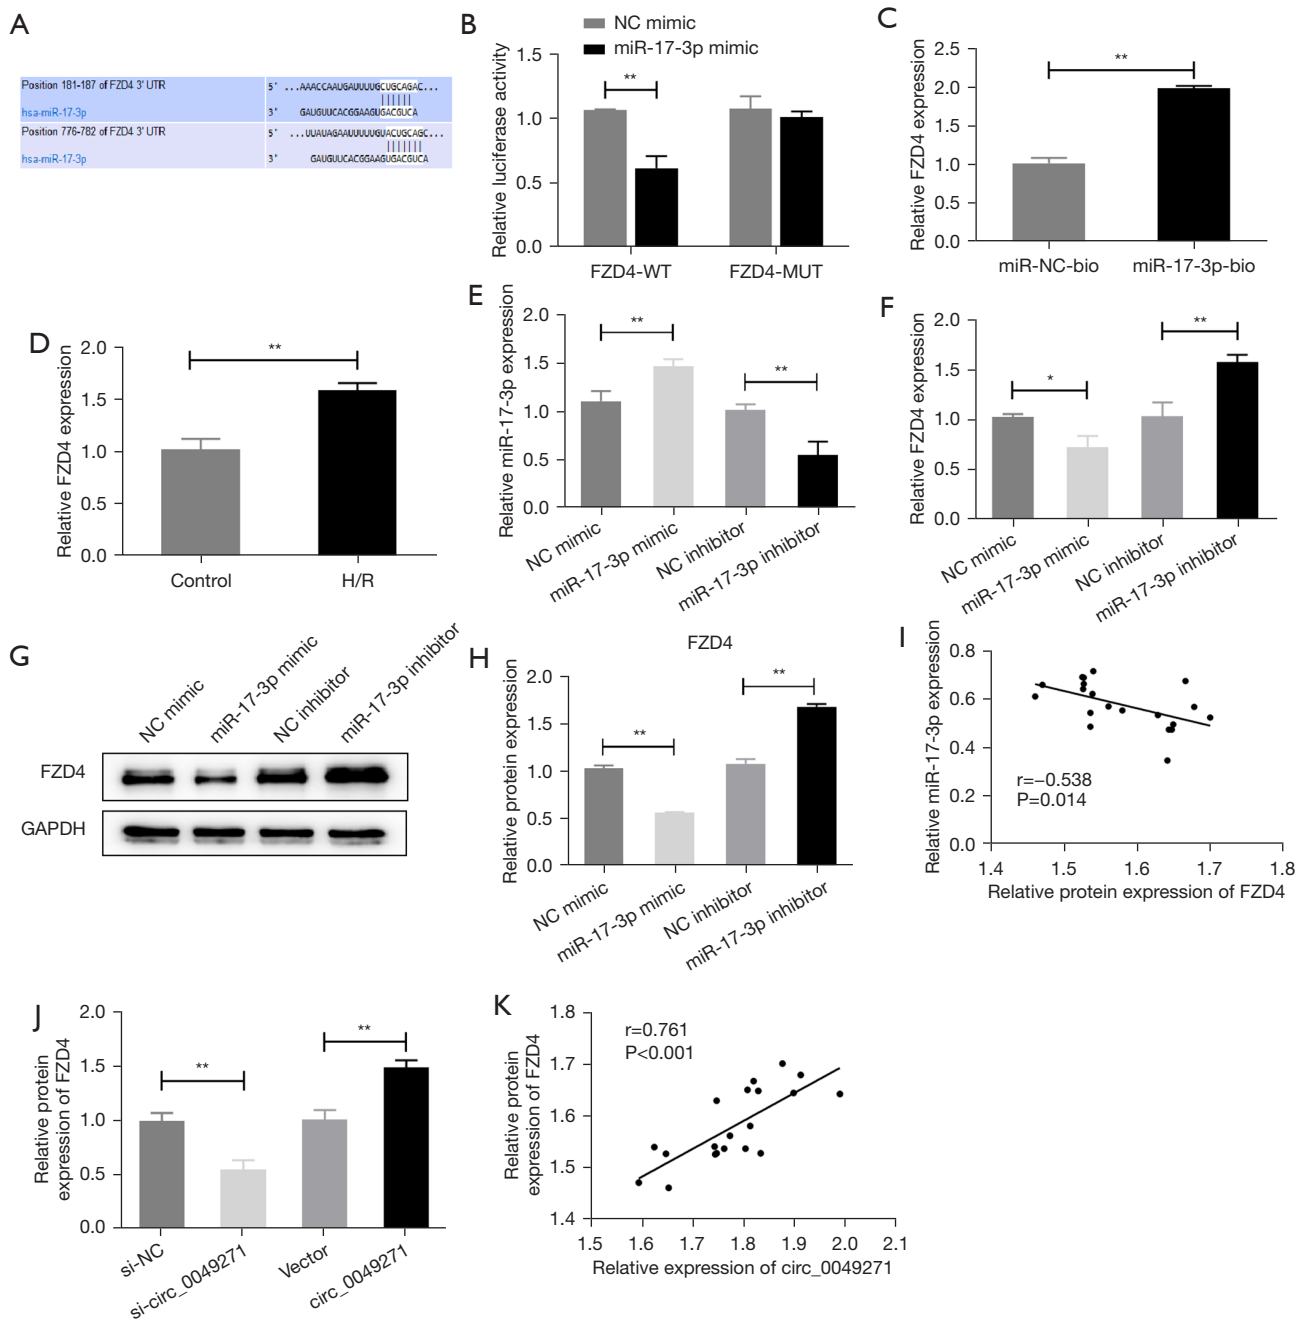 A
Position 181-187 of FZD4 3' UTR
5' ...AAACCAAUGAUUUUGCUGCAGAC...
hsa-miR-17-3p
3' GAUGUUCACGGAAGUGACGUCA
Position 776-782 of FZD4 3' UTR
5' ...UUAUAGAAUUUUUGUACUGCAGC...
hsa-miR-17-3p
3' GAUGUUCACGGAAGUGACGUCA
B
NC mimic
miR-17-3p mimic
Relative luciferase activity
1.5
1.0
0.5
0.0
**
FZD4-WT
FZD4-MUT
C
Relative FZD4 expression
2.5
2.0
1.5
1.0
0.5
0.0
**
miR-NC-bio
miR-17-3p-bio
D
Relative FZD4 expression
2.0
1.5
1.0
0.5
0.0
**
Control
H/R
E
Relative miR-17-3p expression
2.0
1.5
1.0
0.5
0.0
**
**
NC mimic
miR-17-3p mimic
NC inhibitor
miR-17-3p inhibitor
F
Relative FZD4 expression
2.0
1.5
1.0
0.5
0.0
*
**
NC mimic
miR-17-3p mimic
NC inhibitor
miR-17-3p inhibitor
G
NC mimic
miR-17-3p mimic
NC inhibitor
miR-17-3p inhibitor
FZD4
GAPDH
H
FZD4
Relative protein expression
2.0
1.5
1.0
0.5
0.0
**
**
NC mimic
miR-17-3p mimic
NC inhibitor
miR-17-3p inhibitor
I
Relative miR-17-3p expression
0.8
0.6
0.4
0.2
0.0
r=−0.538
P=0.014
1.4
1.5
1.6
1.7
1.8
Relative protein expression of FZD4
J
Relative protein
expression of FZD4
2.0
1.5
1.0
0.5
0.0
**
**
si-NC
si-circ_0049271
Vector
circ_0049271
K
Relative protein
expression of FZD4
1.8
1.7
1.6
1.5
1.4
r=0.761
P<0.001
1.5
1.6
1.7
1.8
1.9
2.0
2.1
Relative expression of circ_0049271